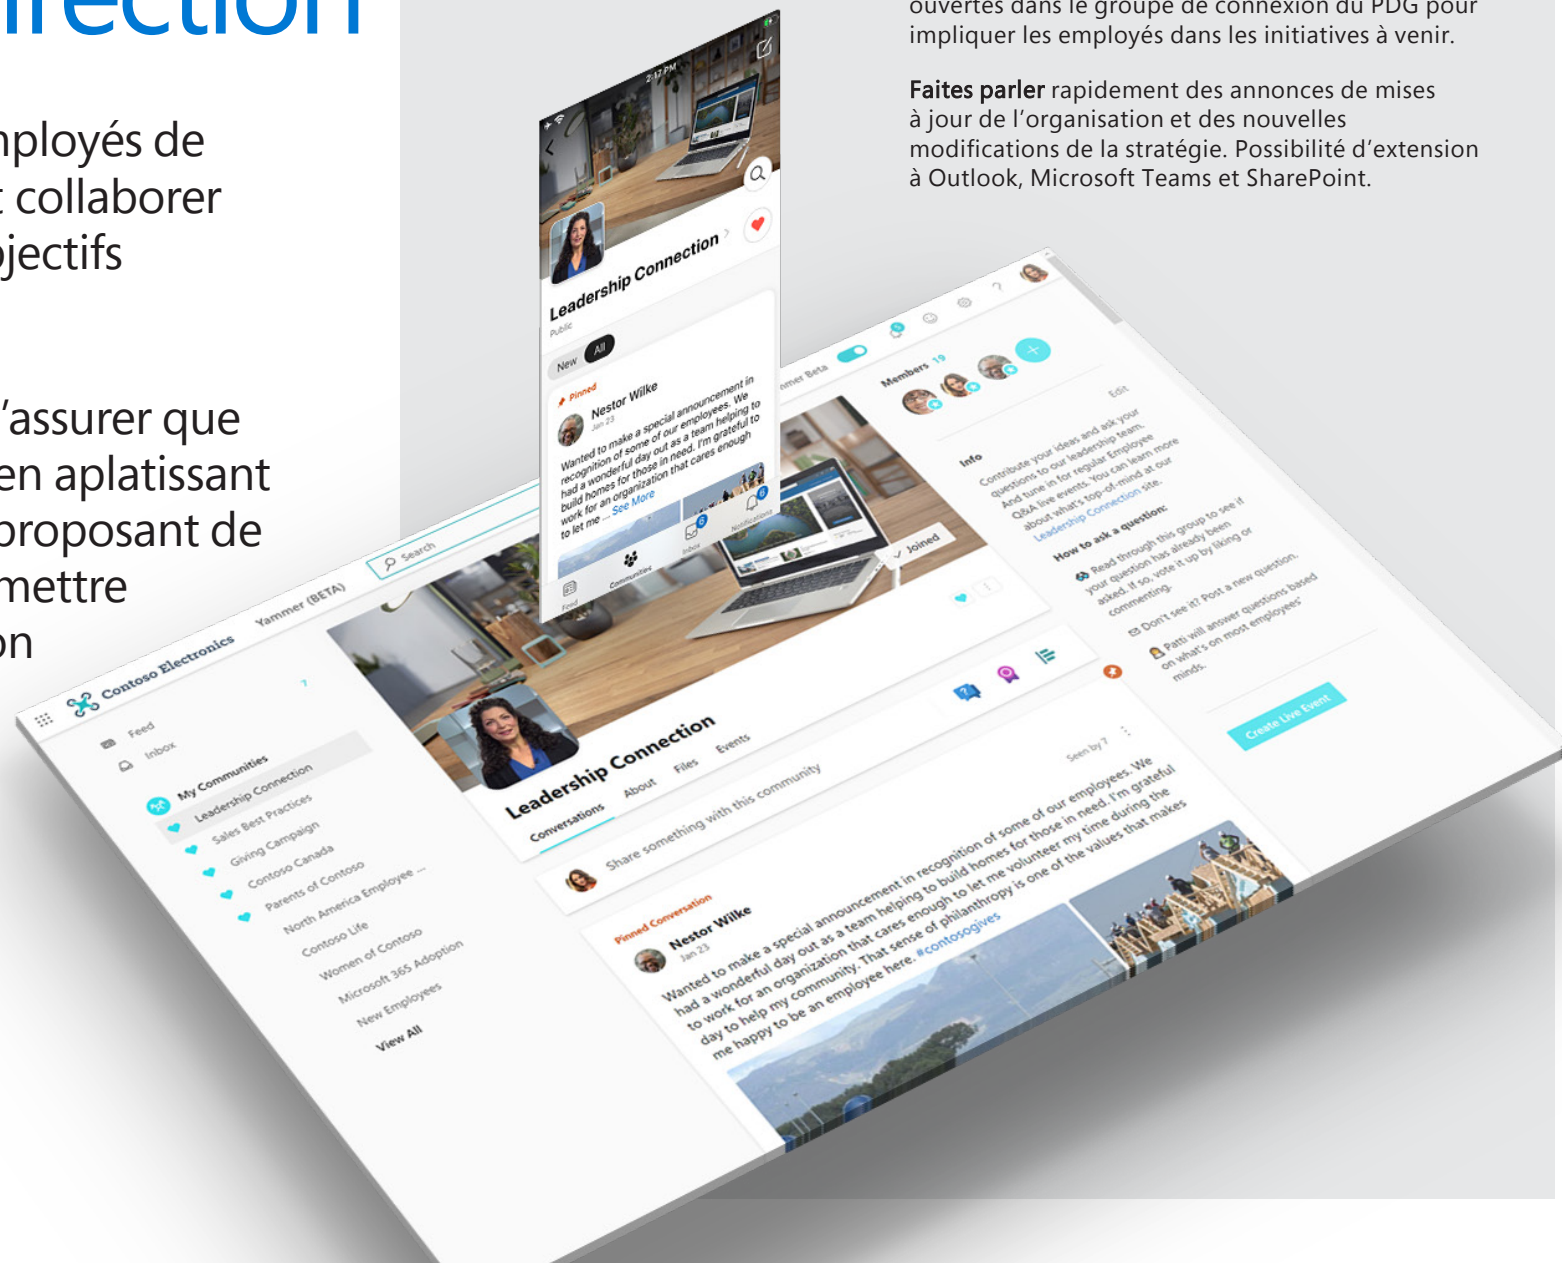 irection
mployés de
t collaborer
bjectifs
'assurer que
en aplatissant
proposant de
mettre
on
ouvertes dans le groupe de connexion du PDG pour
impliquer les employés dans les initiatives à venir.
Faites parler rapidement des annonces de mises
à jour de l'organisation et des nouvelles
modifications de la stratégie. Possibilité d'extension
à Outlook, Microsoft Teams et SharePoint.
2:17 PM
Leadership Connection
Public
New All
Pinned
Nestor Wilke
Jan 23
Wanted to make a special announcement in
recognition of some of our employees. We
had a wonderful day out as a team helping to
build homes for those in need. I'm grateful to
work for an organization that cares enough
to let me ... See More
6
6
Feed
Communities
Inbox
Notifications
Contoso Electronics
Yammer (BETA)
Search
mmer Beta
5
?
7
Feed
Inbox
My Communities
Leadership Connection
Sales Best Practices
Giving Campaign
Contoso Canada
Parents of Contoso
North America Employee ...
Contoso Life
Women of Contoso
Microsoft 365 Adoption
New Employees
View All
Joined
Leadership Connection
Conversations About Files Events
Share something with this community
Pinned Conversation
Seen by 7
Nestor Wilke
Jan 23
Wanted to make a special announcement in recognition of some of our employees. We
had a wonderful day out as a team helping to build homes for those in need. I'm grateful
to work for an organization that cares enough to let me volunteer my time during the
day to help my community. That sense of philanthropy is one of the values that makes
me happy to be an employee here. #contosogives
Members 19
Edit
Info
Contribute your ideas and ask your
questions to our leadership team.
And tune in for regular Employee
Q&A live events. You can learn more
about what's top-of-mind at our
Leadership Connection site.
How to ask a question:
Read through this group to see if
your question has already been
asked. If so, vote it up by liking or
commenting.
Don't see it? Post a new question.
Patti will answer questions based
on what's on most employees'
minds.
Create Live Event